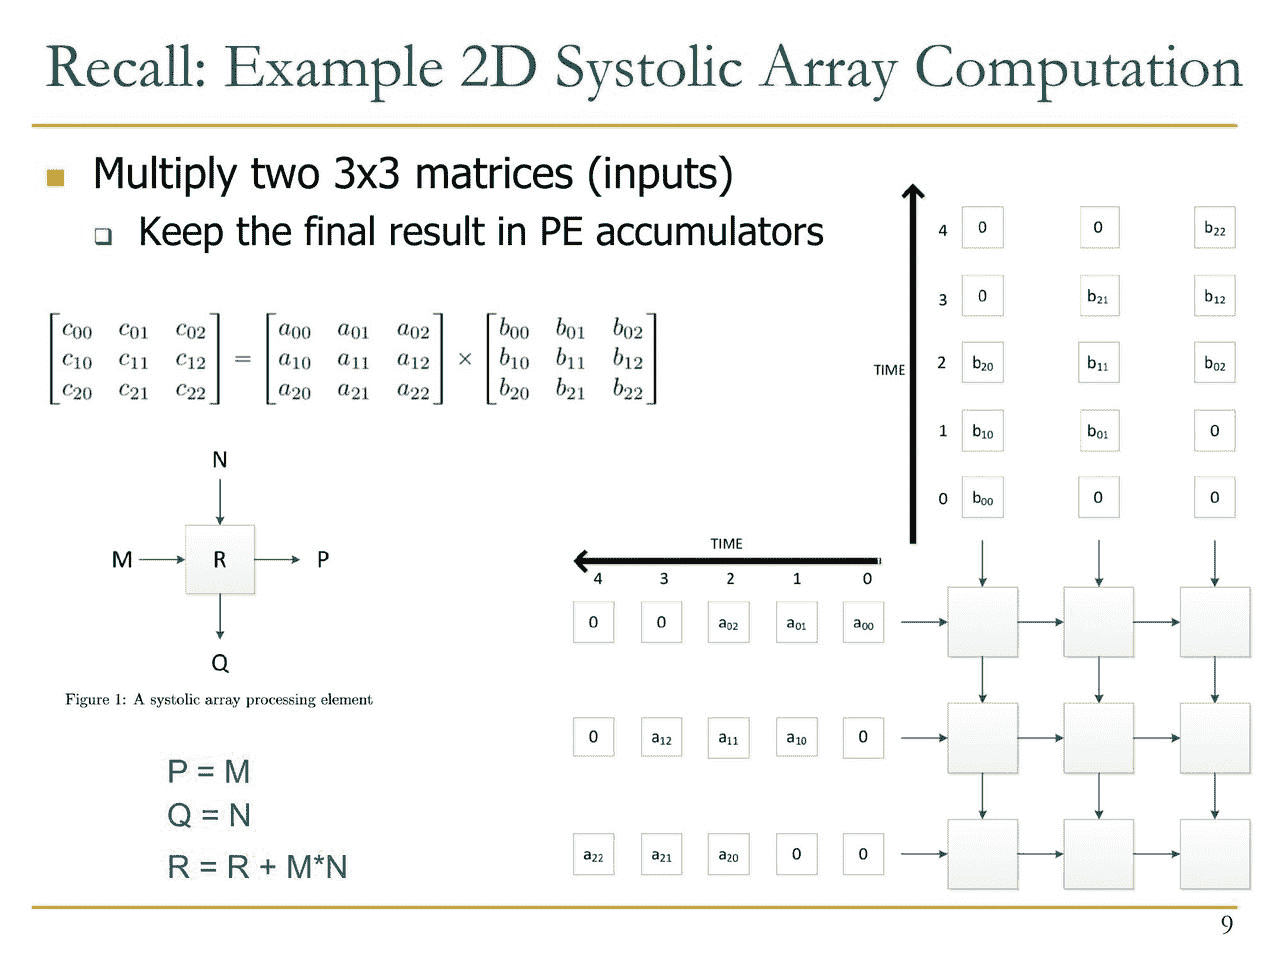 Recall: Example 2D Systolic Array Computation
Multiply two 3x3 matrices (inputs)
Keep the final result in PE accumulators
c00 c01 c02   a00 a01 a02   b00 b01 b02
c10 c11 c12 = a10 a11 a12 × b10 b11 b12
c20 c21 c22   a20 a21 a22   b20 b21 b22
N
M R P
Q
Figure 1: A systolic array processing element
P = M
Q = N
R = R + M*N
TIME
4 0 0 b22
3 0 b21 b12
2 b20 b11 b02
1 b10 b01 0
0 b00 0 0
TIME
4 3 2 1 0
0 0 a02 a01 a00
0 a12 a11 a10 0
a22 a21 a20 0 0
9